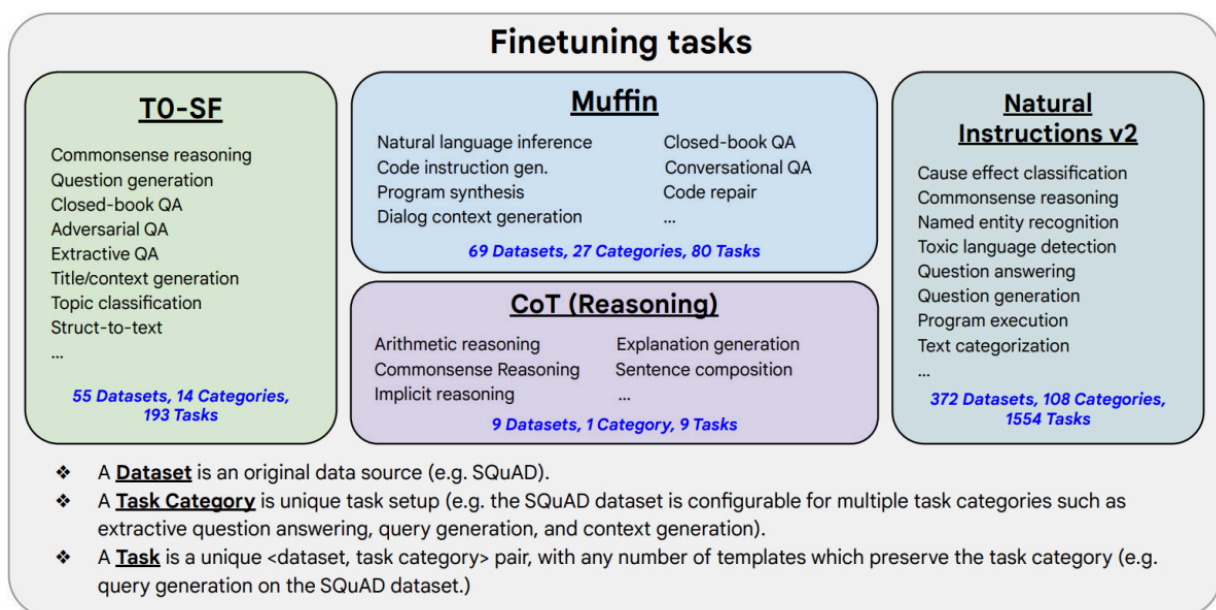 Finetuning tasks
T0-SF
Commonsense reasoning
Question generation
Closed-book QA
Adversarial QA
Extractive QA
Title/context generation
Topic classification
Struct-to-text
...
55 Datasets, 14 Categories,
193 Tasks
Muffin
Natural language inference
Code instruction gen.
Program synthesis
Dialog context generation
Closed-book QA
Conversational QA
Code repair
...
69 Datasets, 27 Categories, 80 Tasks
CoT (Reasoning)
Arithmetic reasoning
Commonsense Reasoning
Implicit reasoning
Explanation generation
Sentence composition
...
9 Datasets, 1 Category, 9 Tasks
Natural
Instructions v2
Cause effect classification
Commonsense reasoning
Named entity recognition
Toxic language detection
Question answering
Question generation
Program execution
Text categorization
...
372 Datasets, 108 Categories,
1554 Tasks
❖ A Dataset is an original data source (e.g. SQuAD).
❖ A Task Category is unique task setup (e.g. the SQuAD dataset is configurable for multiple task categories such as
extractive question answering, query generation, and context generation).
❖ A Task is a unique <dataset, task category> pair, with any number of templates which preserve the task category (e.g.
query generation on the SQuAD dataset.)